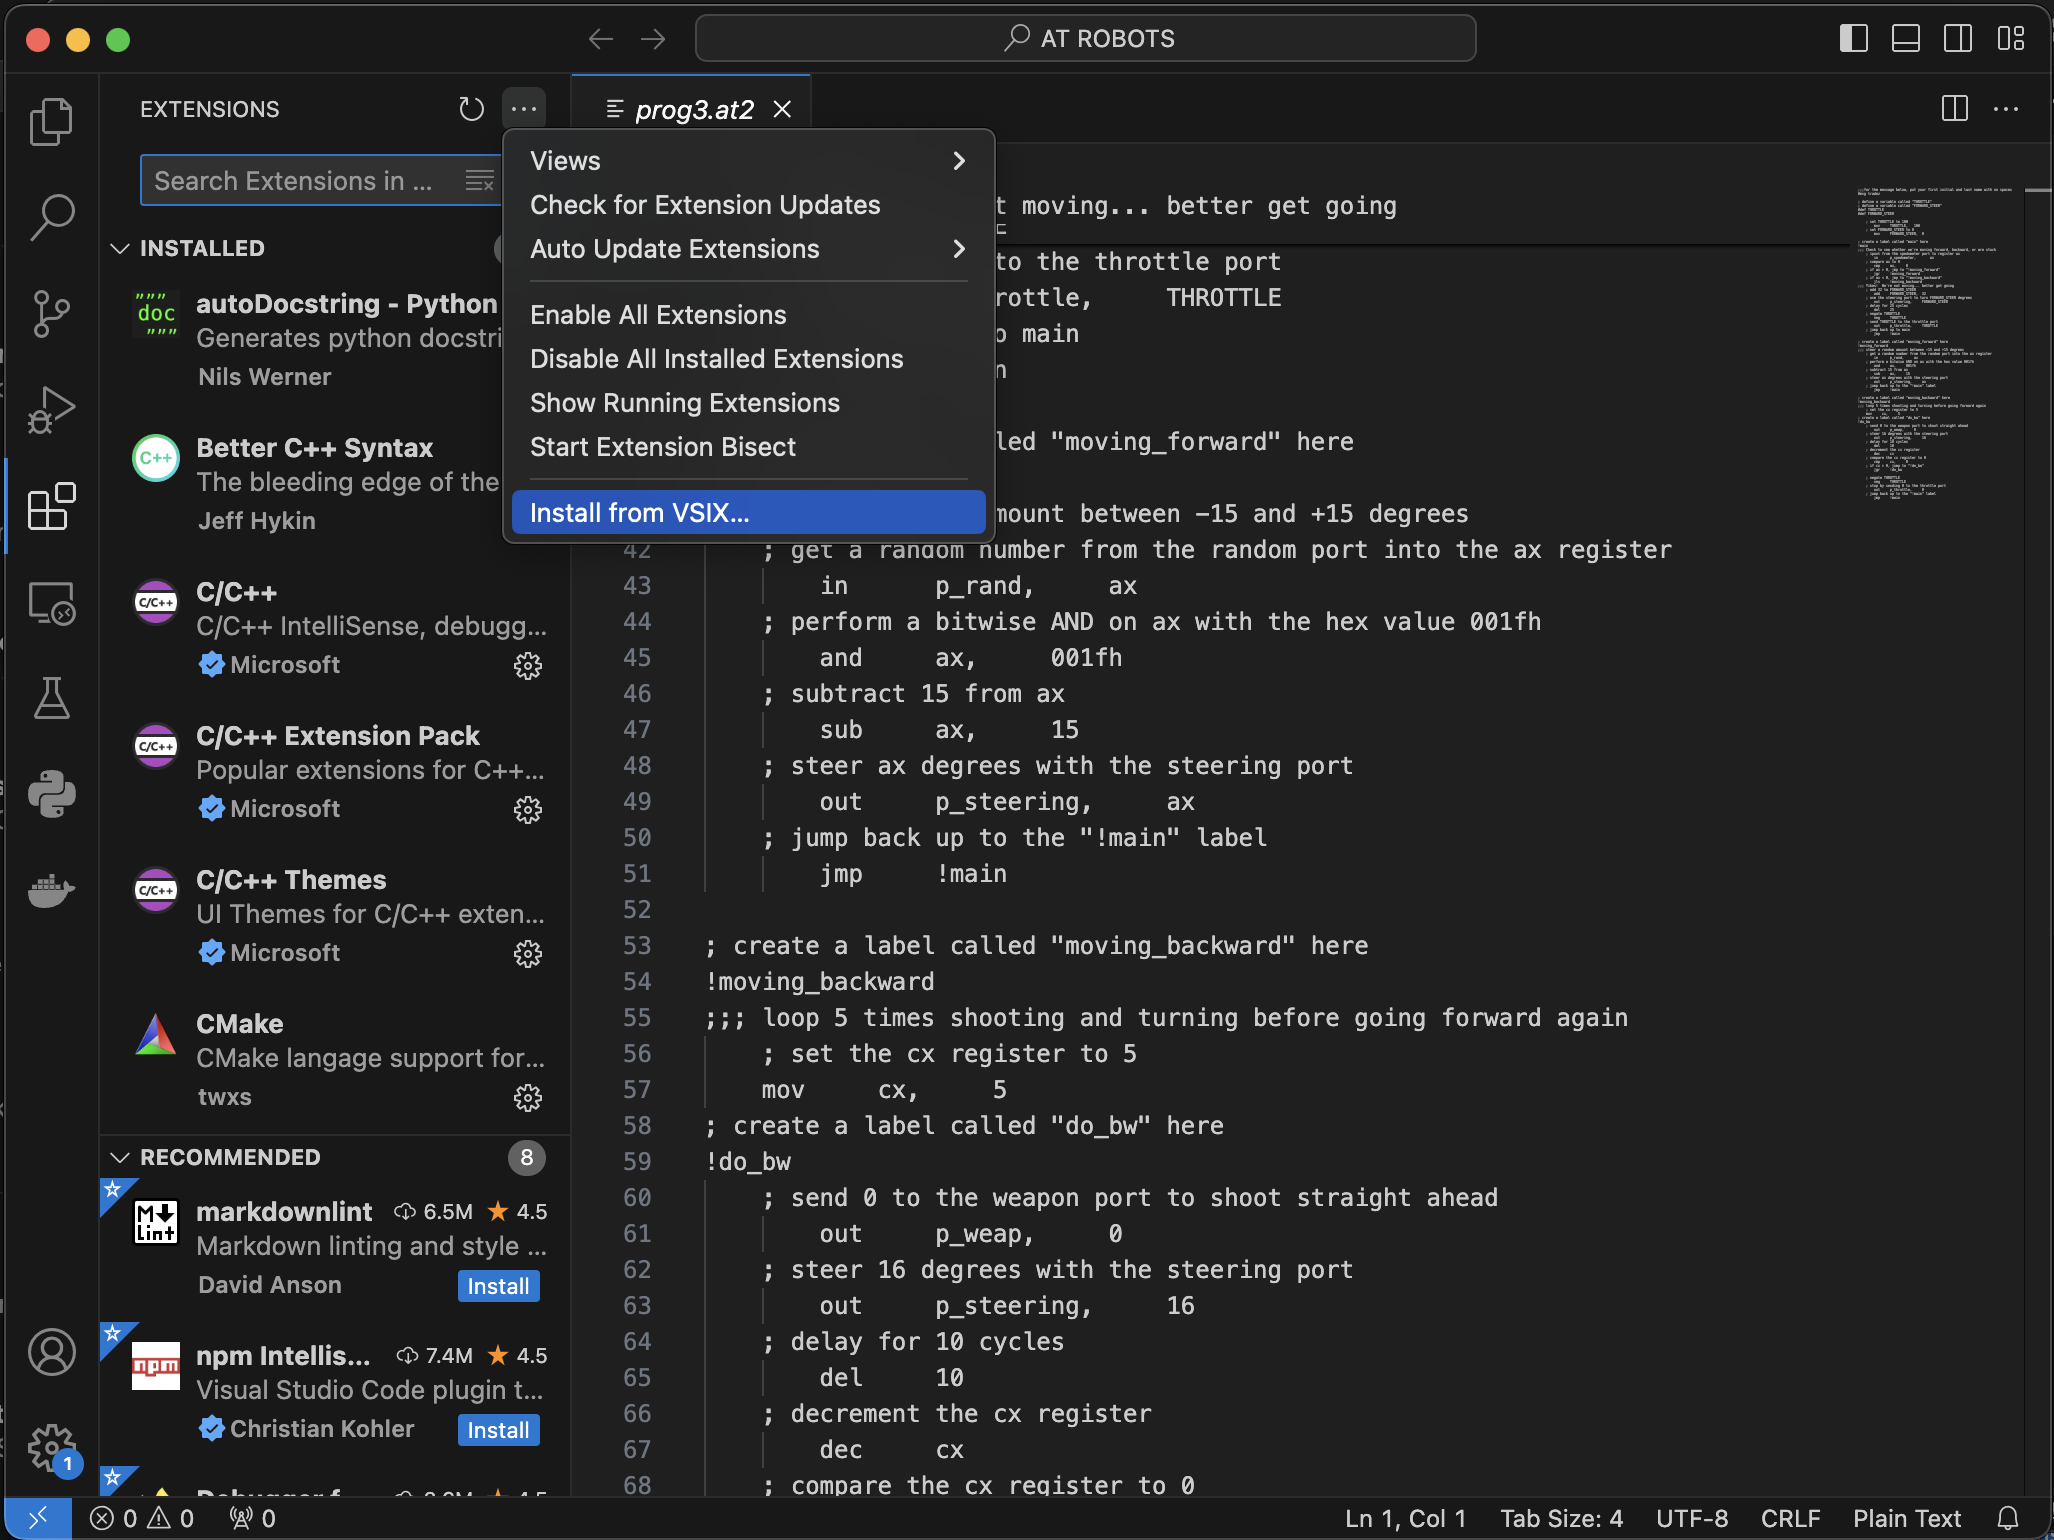 AT ROBOTS
EXTENSIONS
prog3.at2
Search Extensions in ...
Views
Check for Extension Updates
Auto Update Extensions
Enable All Extensions
Disable All Installed Extensions
Show Running Extensions
Start Extension Bisect
Install from VSIX...
INSTALLED
"""
doc
"""
autoDocstring - Python
Generates python docstri
Nils Werner
C++
Better C++ Syntax
The bleeding edge of the
Jeff Hykin
C/C++
C/C++
C/C++ IntelliSense, debugg...
Microsoft
C/C++
C/C++ Extension Pack
Popular extensions for C++...
Microsoft
C/C++
C/C++ Themes
UI Themes for C/C++ exten...
Microsoft
CMake
CMake langage support for...
twxs
RECOMMENDED 8
M
Lint
markdownlint 6.5M 4.5
Markdown linting and style ...
David Anson Install
npm
npm Intellis... 7.4M 4.5
Visual Studio Code plugin t...
Christian Kohler Install
1
t moving... better get going
to the throttle port
rottle, THROTTLE
main
n
led "moving_forward" here
mount between -15 and +15 degrees
42 ; get a random number from the random port into the ax register
43 in p_rand, ax
44 ; perform a bitwise AND on ax with the hex value 001fh
45 and ax, 001fh
46 ; subtract 15 from ax
47 sub ax, 15
48 ; steer ax degrees with the steering port
49 out p_steering, ax
50 ; jump back up to the "!main" label
51 jmp !main
52
53 ; create a label called "moving_backward" here
54 !moving_backward
55 ;;; loop 5 times shooting and turning before going forward again
56 ; set the cx register to 5
57 mov cx, 5
58 ; create a label called "do_bw" here
59 !do_bw
60 ; send 0 to the weapon port to shoot straight ahead
61 out p_weap, 0
62 ; steer 16 degrees with the steering port
63 out p_steering, 16
64 ; delay for 10 cycles
65 del 10
66 ; decrement the cx register
67 dec cx
68 ; compare the cx register to 0
0 0 0
Ln 1, Col 1 Tab Size: 4 UTF-8 CRLF Plain Text